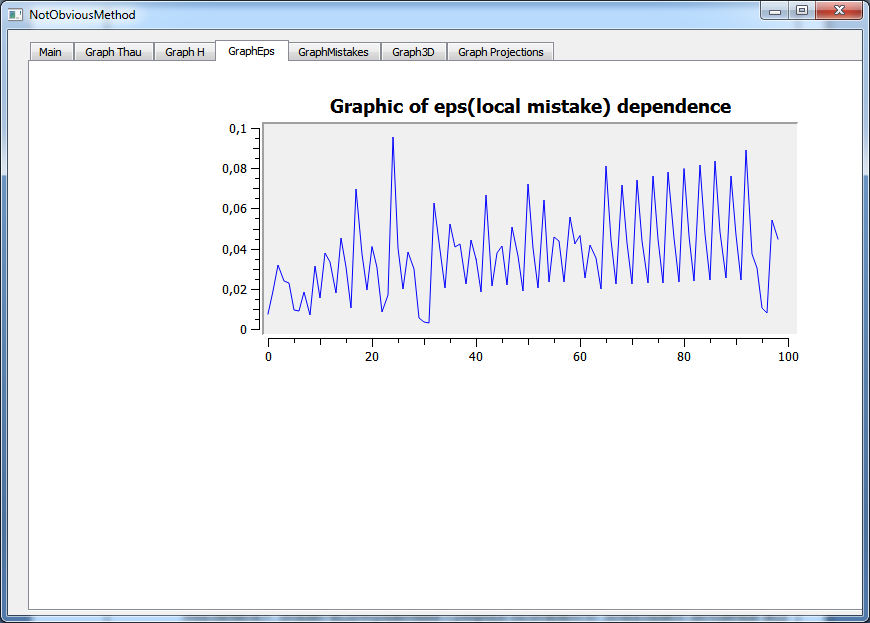 NotObviousMethod
Main Graph Thau Graph H GraphEps GraphMistakes Graph3D Graph Projections
Graphic of eps(local mistake) dependence
0,1
0,08
0,06
0,04
0,02
0
0 20 40 60 80 100